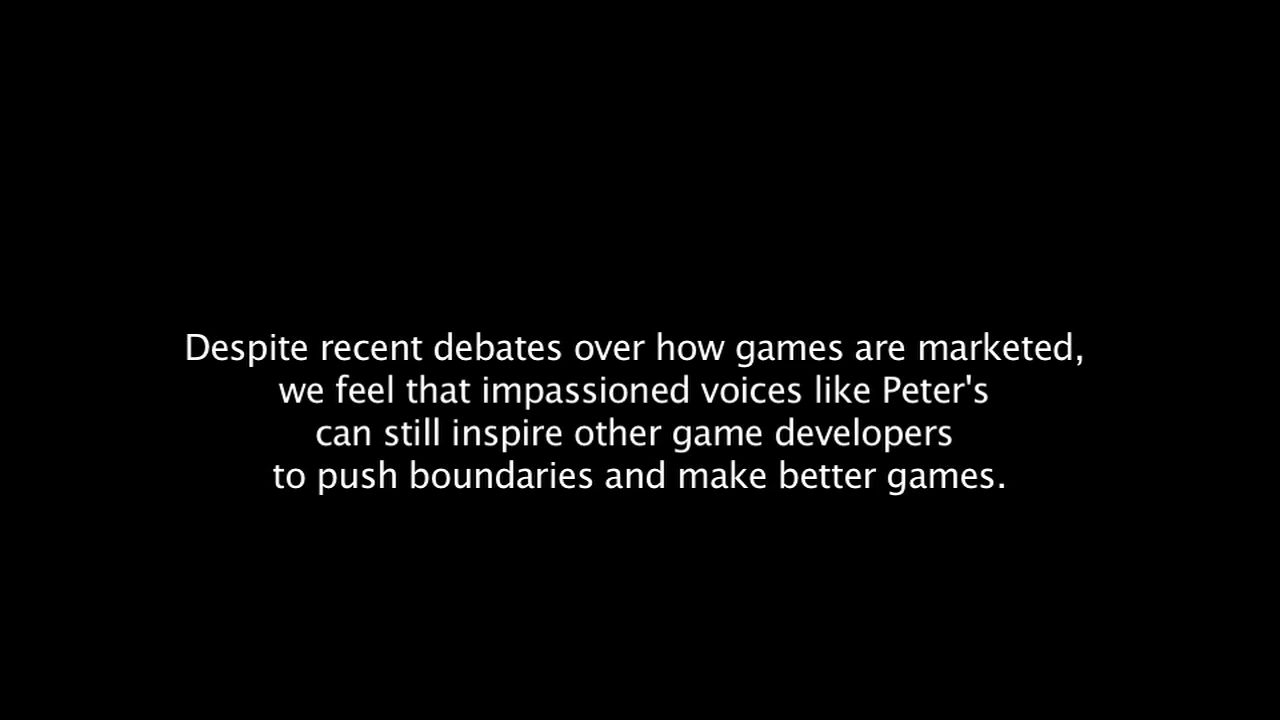 Despite recent debates over how games are marketed,
we feel that impassioned voices like Peter's
can still inspire other game developers
to push boundaries and make better games.